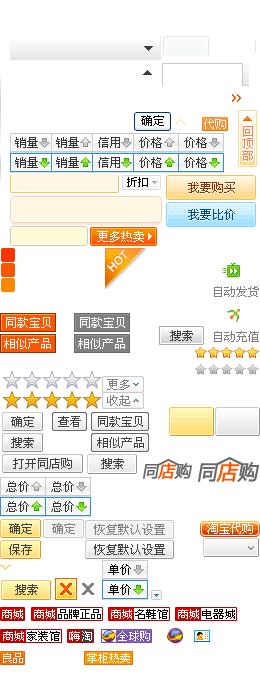 确定
代购
回顶部
销量 销量 信用 价格 价格
销量 销量 信用 价格 价格
折扣
我要购买
我要比价
更多热卖
HOT
自动发货
同款宝贝 同款宝贝
自动充值
搜索
相似产品 相似产品
更多
收起
确定 查看 同款宝贝
搜索 相似产品
打开同店购 搜索
同店购 同店购
总价 总价
总价 总价
确定 确定 恢复默认设置
淘宝代购
保存 恢复默认设置
单价
搜索 单价
商城 商城品牌正品 商城名鞋馆 商城电器城
商城家装馆 嗨淘 全球购
良品 掌柜热卖